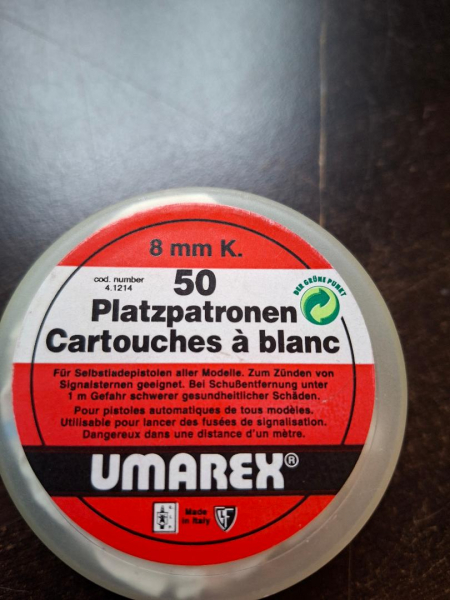 8 mm K.
cod. number
4.1214
50
DER GRÜNE PUNKT
Platzpatronen
Cartouches à blanc
Für Selbstladepistolen aller Modelle. Zum Zünden von
Signalsternen geeignet. Bei Schußentfernung unter
1 m Gefahr schwerer gesundheitlicher Schäden.
Pour pistoles automatiques de tous modèles.
Utilisable pour lancer des fusées de signalisation.
Dangereux dans une distance d'un mètre.
UMAREX®
Made
in Italy